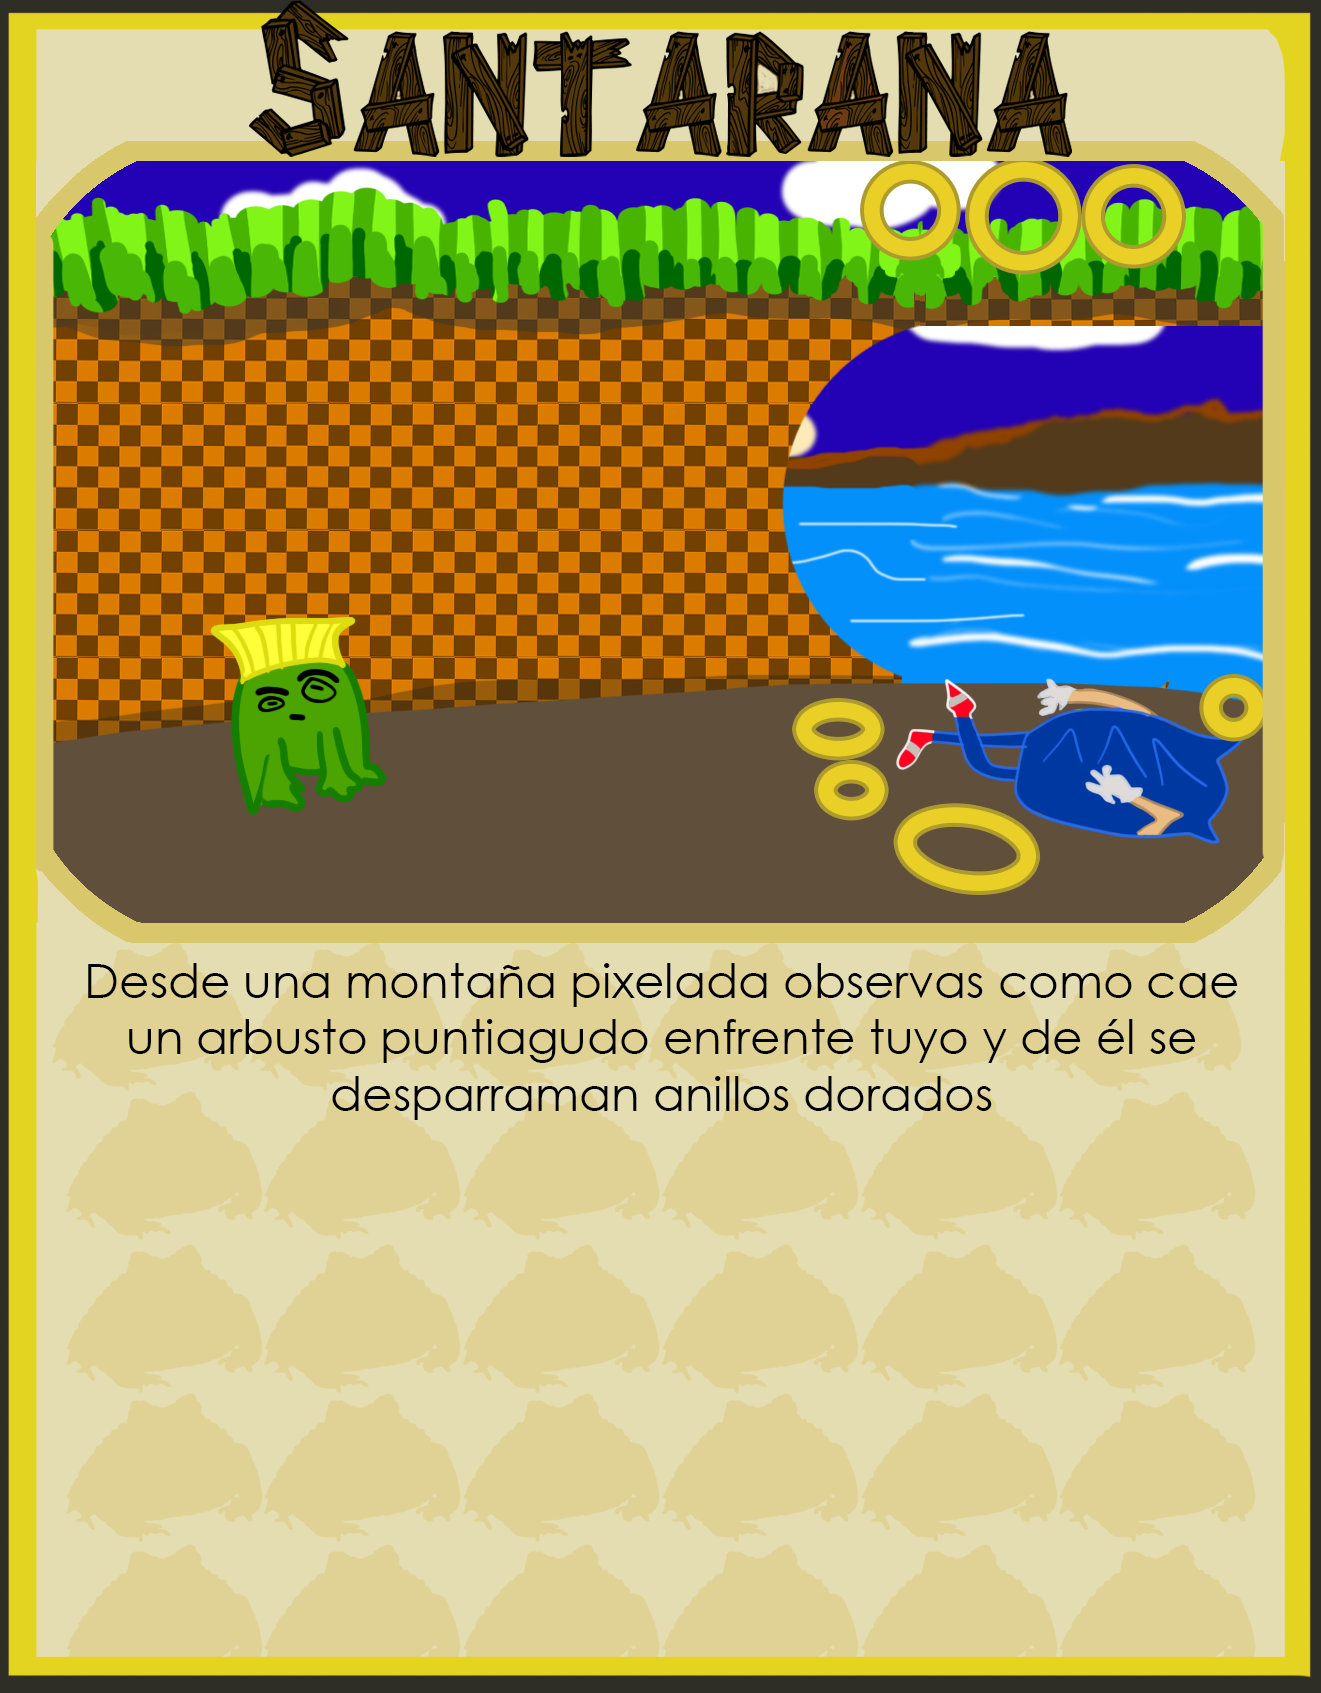 SANTARANA
Desde una montaña pixelada observas como cae
un arbusto puntiagudo enfrente tuyo y de él se
desparraman anillos dorados